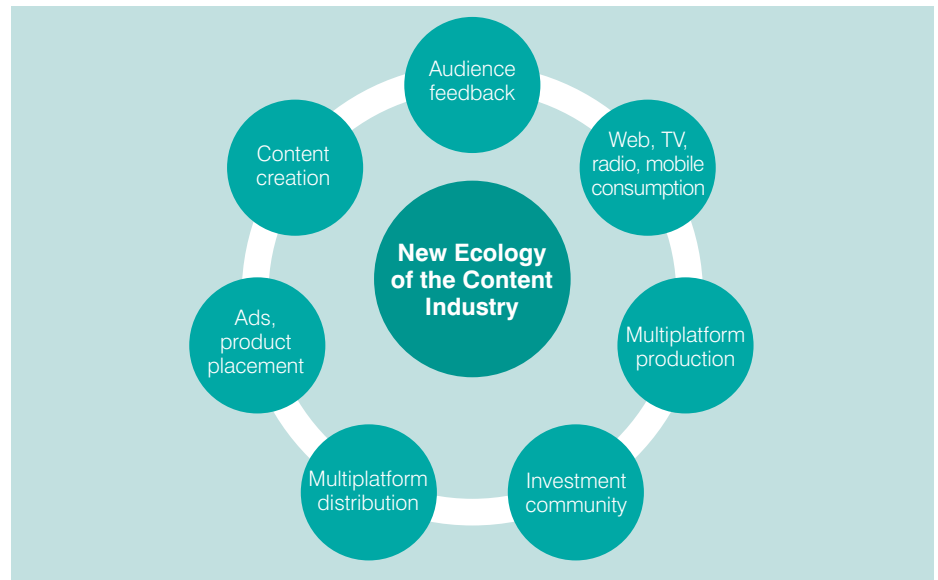 Audience
feedback
Web, TV,
radio, mobile
consumption
Content
creation
New Ecology
of the Content
Industry
Ads,
product
placement
Multiplatform
production
Multiplatform
distribution
Investment
community